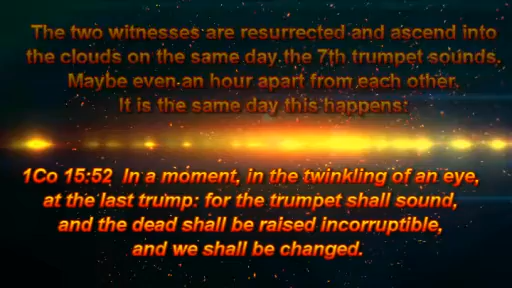 The two witnesses are resurrected and ascend into
the clouds on the same day the 7th trumpet sounds.
Maybe even an hour apart from each other.
It is the same day this happens:
1Co 15:52 In a moment, in the twinkling of an eye,
at the last trump: for the trumpet shall sound,
and the dead shall be raised incorruptible,
and we shall be changed.